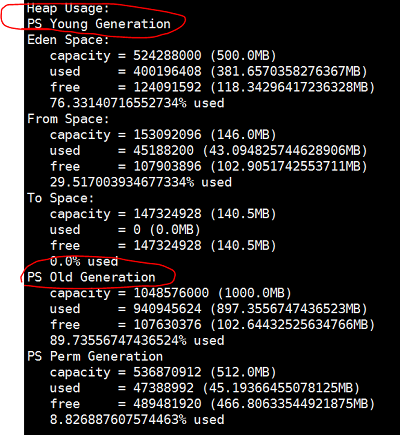 Heap Usage:
PS Young Generation
Eden Space:
capacity = 524288000 (500.0MB)
used = 400196408 (381.6570358276367MB)
free = 124091592 (118.34296417236328MB)
76.33140716552734% used
From Space:
capacity = 153092096 (146.0MB)
used = 45188200 (43.094825744628906MB)
free = 107903896 (102.9051742553711MB)
29.517003934677334% used
To Space:
capacity = 147324928 (140.5MB)
used = 0 (0.0MB)
free = 147324928 (140.5MB)
0.0% used
PS Old Generation
capacity = 1048576000 (1000.0MB)
used = 940945624 (897.3556747436523MB)
free = 107630376 (102.64432525634766MB)
89.73556747436524% used
PS Perm Generation
capacity = 536870912 (512.0MB)
used = 47388992 (45.19366455078125MB)
free = 489481920 (466.80633544921875MB)
8.826887607574463% used